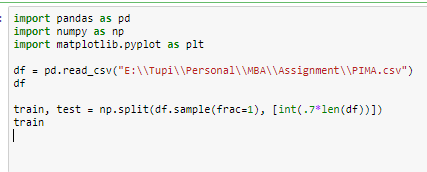 import pandas as pd
import numpy as np
import matplotlib.pyplot as plt
df = pd.read_csv("E:\\Tupi\\Personal\\MBA\\Assignment\\PIMA.csv")
df
train, test = np.split(df.sample(frac=1), [int(.7*len(df))])
train